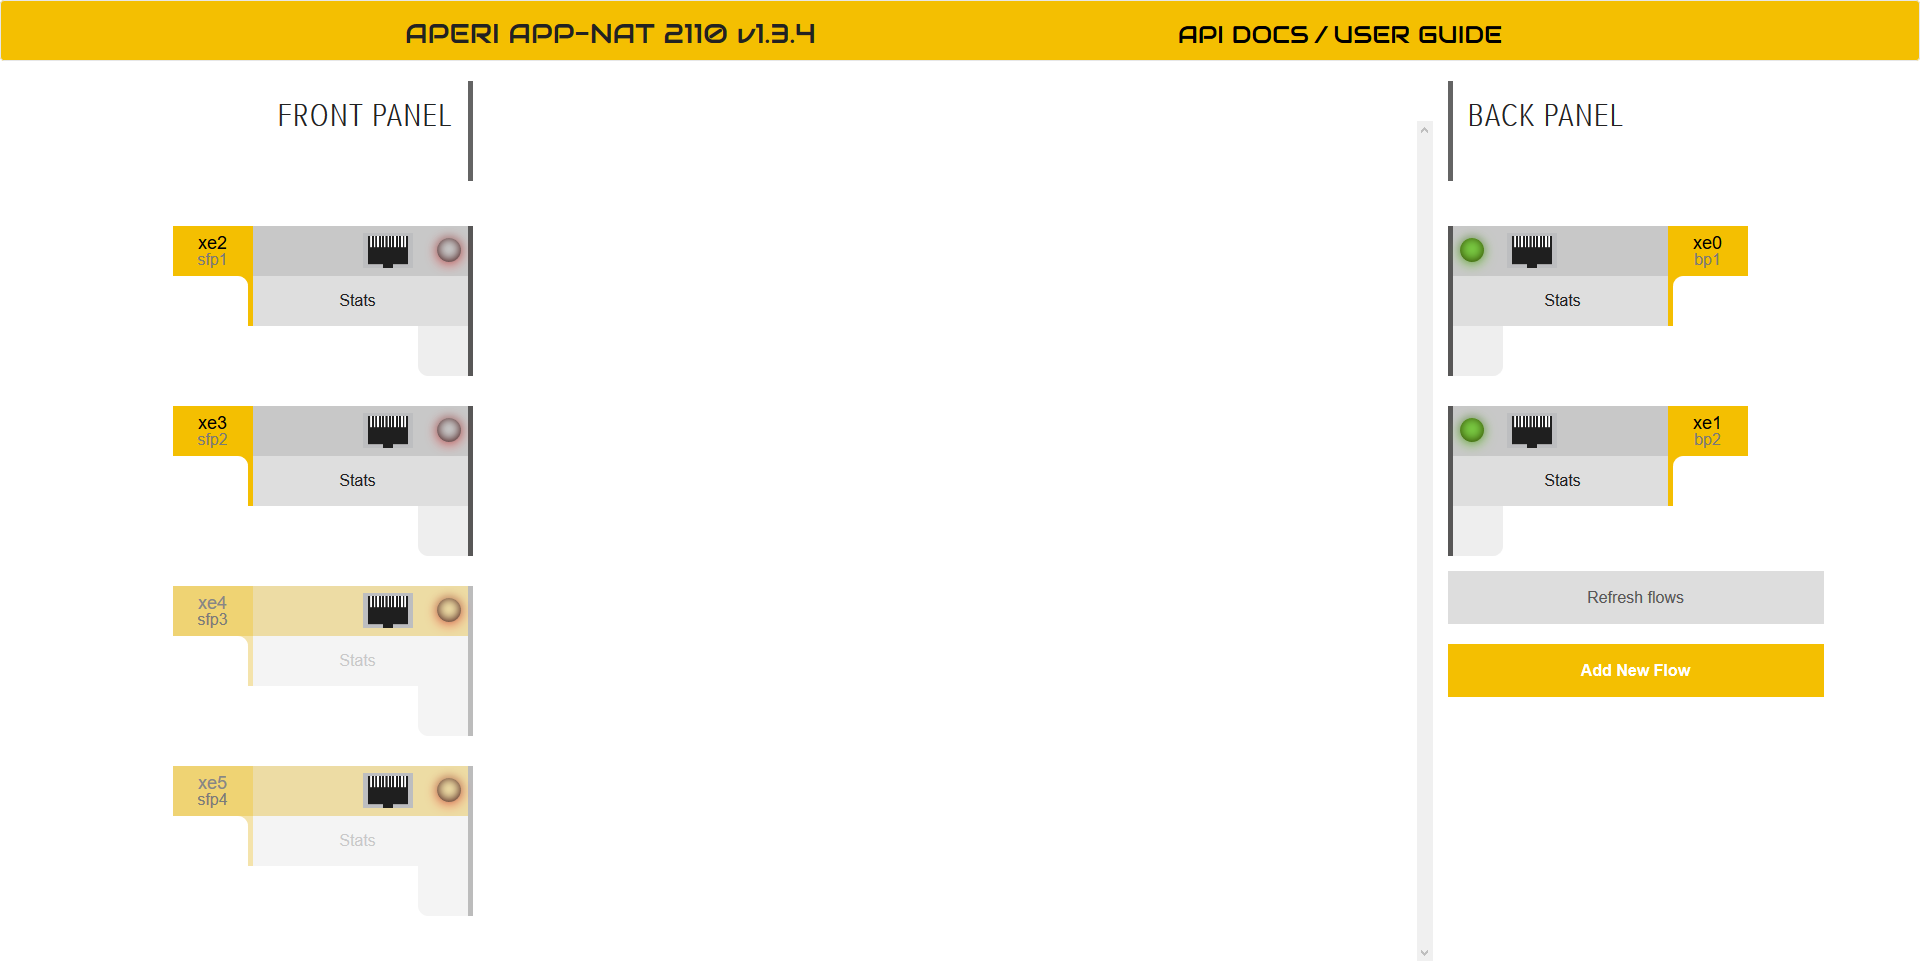 APERI APP-NAT 2110 v1.3.4
API DOCS / USER GUIDE
FRONT PANEL
xe2
sfp1
Stats
xe3
sfp2
Stats
xe4
sfp3
Stats
xe5
sfp4
Stats
BACK PANEL
xe0
bp1
Stats
xe1
bp2
Stats
Refresh flows
Add New Flow